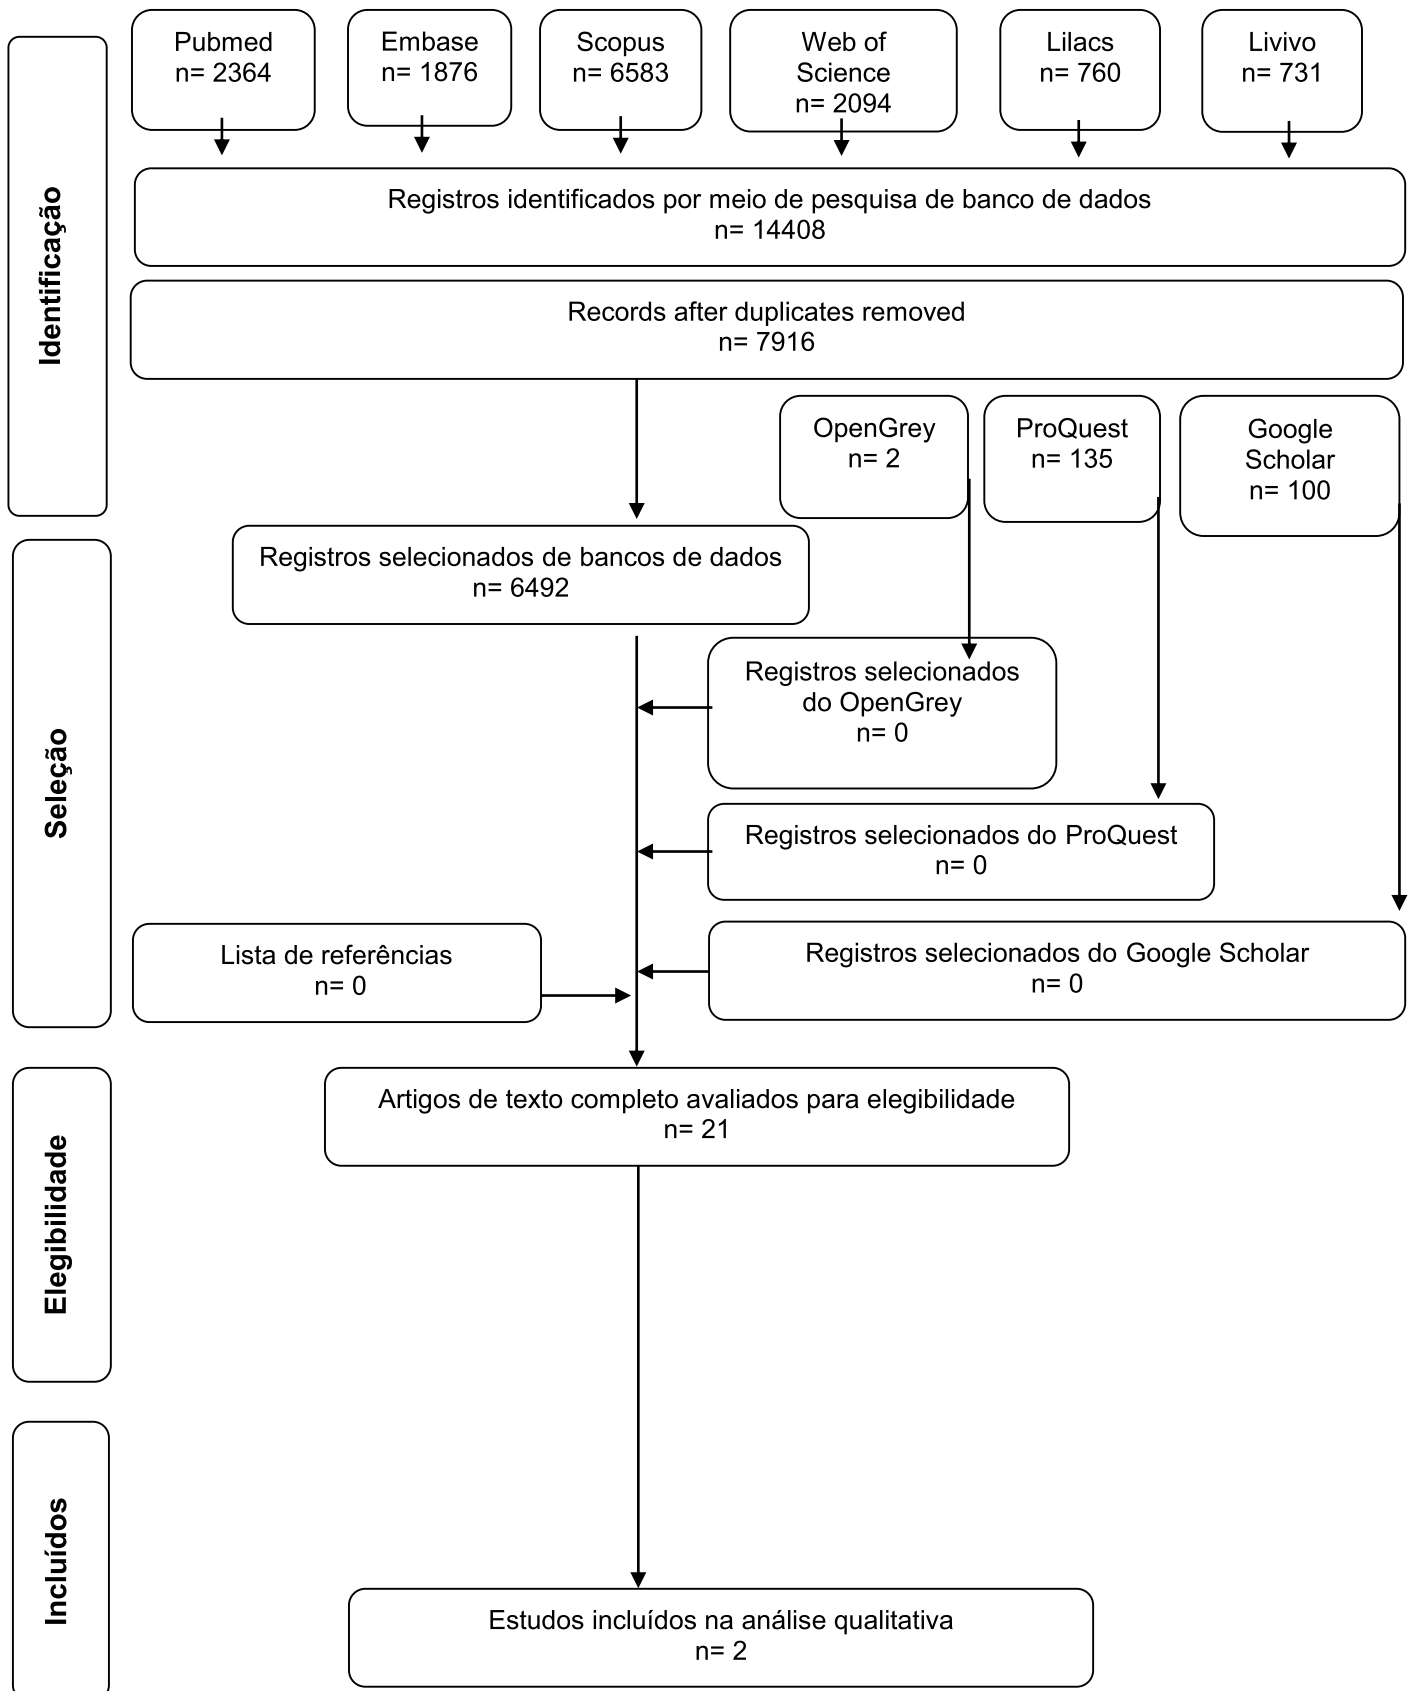 Identificação
Pubmed
n= 2364
Embase
n= 1876
Scopus
n= 6583
Web of
Science
n= 2094
Lilacs
n= 760
Livivo
n= 731
Registros identificados por meio de pesquisa de banco de dados
n= 14408
Records after duplicates removed
n= 7916
OpenGrey
n= 2
ProQuest
n= 135
Google
Scholar
n= 100
Seleção
Registros selecionados de bancos de dados
n= 6492
Registros selecionados
do OpenGrey
n= 0
Registros selecionados do ProQuest
n= 0
Lista de referências
n= 0
Registros selecionados do Google Scholar
n= 0
Elegibilidade
Artigos de texto completo avaliados para elegibilidade
n= 21
Incluídos
Estudos incluídos na análise qualitativa
n= 2